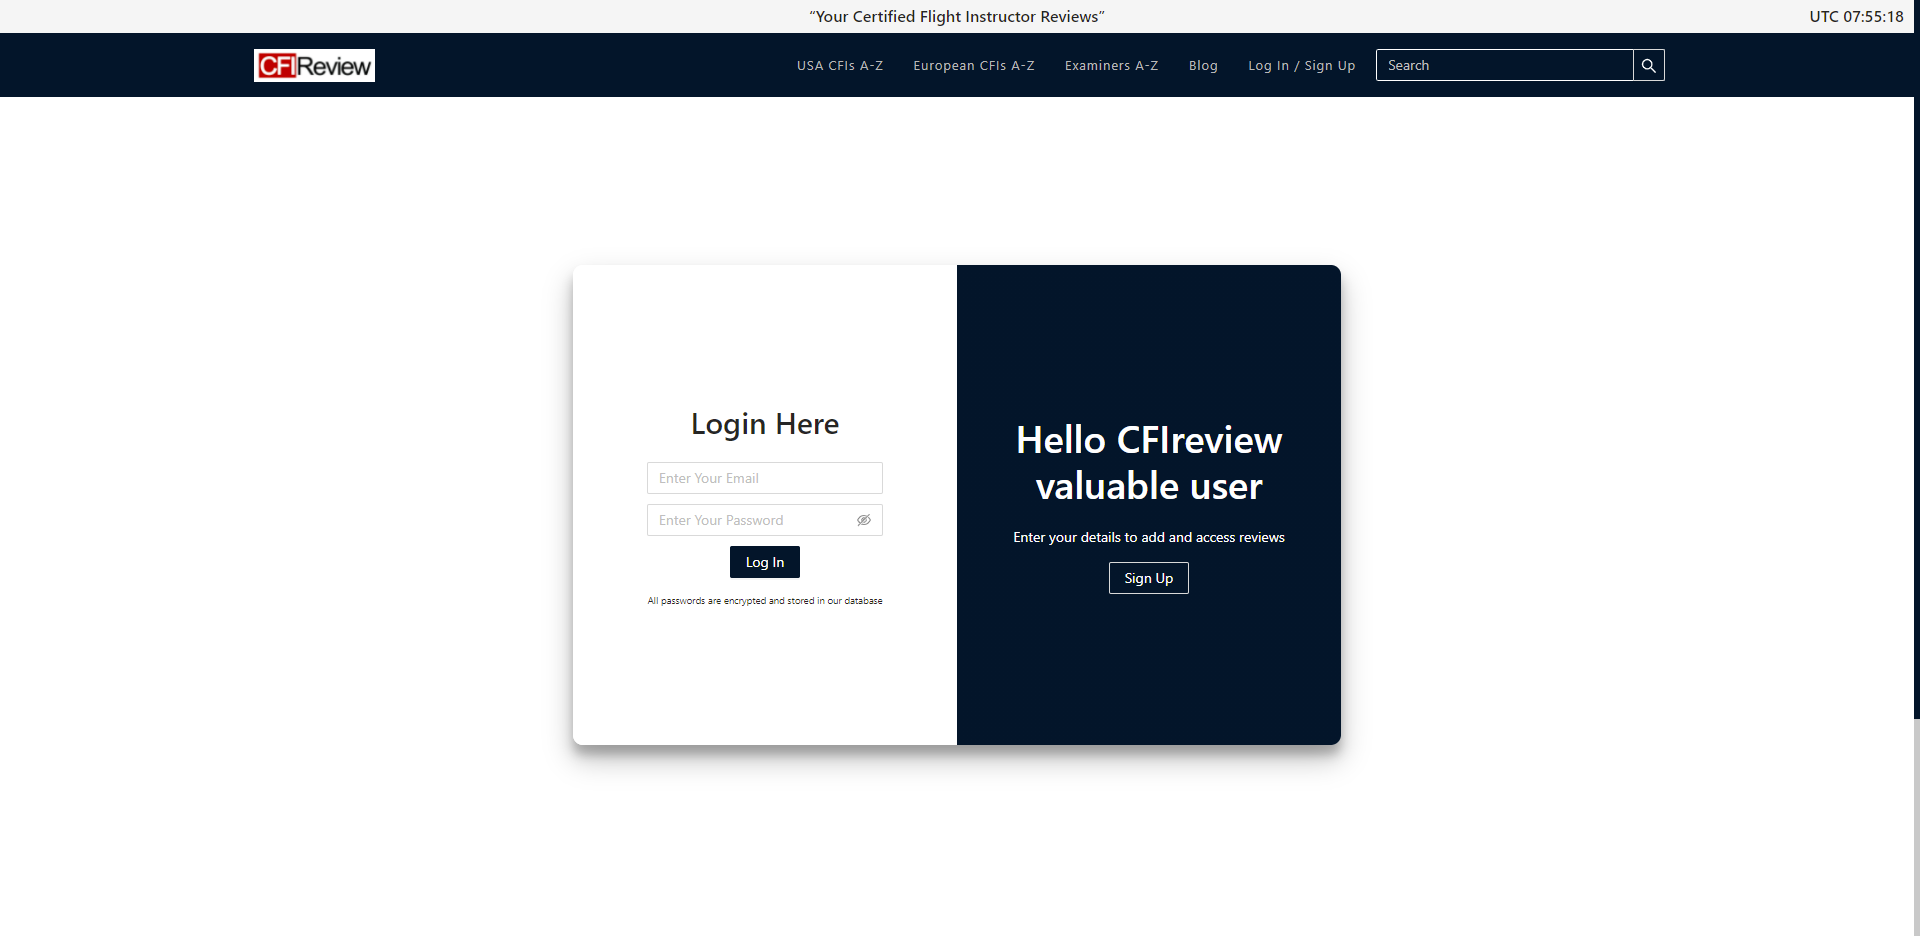 “Your Certified Flight Instructor Reviews”
UTC 07:55:18
CFIReview
USA CFIs A-Z
European CFIs A-Z
Examiners A-Z
Blog
Log In / Sign Up
Search
Login Here
Enter Your Email
Enter Your Password
Log In
All passwords are encrypted and stored in our database
Hello CFIreview
valuable user
Enter your details to add and access reviews
Sign Up